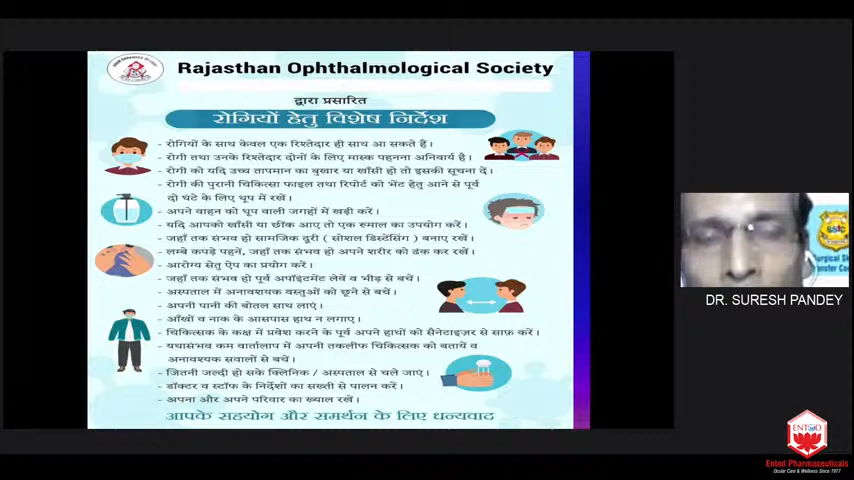 Rajasthan Ophthalmological Society
द्वारा प्रसारित
रोगियों हेतु विशेष निर्देश
- रोगियों के साथ केवल एक रिश्तेदार ही साथ आ सकते हैं।
- रोगी तथा उनके रिश्तेदार दोनों के लिए मास्क पहनना अनिवार्य है।
- रोगी को यदि उच्च तापमान का बुखार या खाँसी हो तो इसकी सूचना दें।
- रोगी की पुरानी चिकित्सा फाइल तथा रिपोर्ट को भेंट हेतु आने से पूर्व
दो घंटे के लिए धूप में रखें।
- अपने वाहन को धूप वाली जगहों में खड़ी करें।
- यदि आपको खाँसी या छींक आए तो एक रुमाल का उपयोग करें।
- जहाँ तक संभव हो सामजिक दूरी ( सोशल डिस्टेंसिंग ) बनाए रखें।
- लम्बे कपड़े पहनें, जहाँ तक संभव हो अपने शरीर को ढंक कर रखें।
- आरोग्य सेतु ऐप का प्रयोग करें।
- जहाँ तक संभव हो पूर्व अपॉइंटमेंट लेवें व भीड़ से बचें।
- अस्पताल में अनावश्यक वस्तुओं को छूने से बचें।
- अपनी पानी की बोतल साथ लाएं।
- आँखों व नाक के आसपास हाथ न लगाए।
- चिकित्सक के कक्ष में प्रवेश करने के पूर्व अपने हाथों को सैनेटाइज़र से साफ़ करें।
- यथासंभव कम वार्तालाप में अपनी तकलीफ चिकित्सक को बतायें व
अनावश्यक सवालों से बचें।
- जितनी जल्दी हो सके क्लिनिक / अस्पताल से चले जाएं।
- डॉक्टर व स्टॉफ के निर्देशों का सख्ती से पालन करें।
- अपना और अपने परिवार का ख्याल रखें।
आपके सहयोग और समर्थन के लिए धन्यवाद
DR. SURESH PANDEY
ENTOD
Entod Pharmaceuticals
Ocular Care & Wellness Since 1977